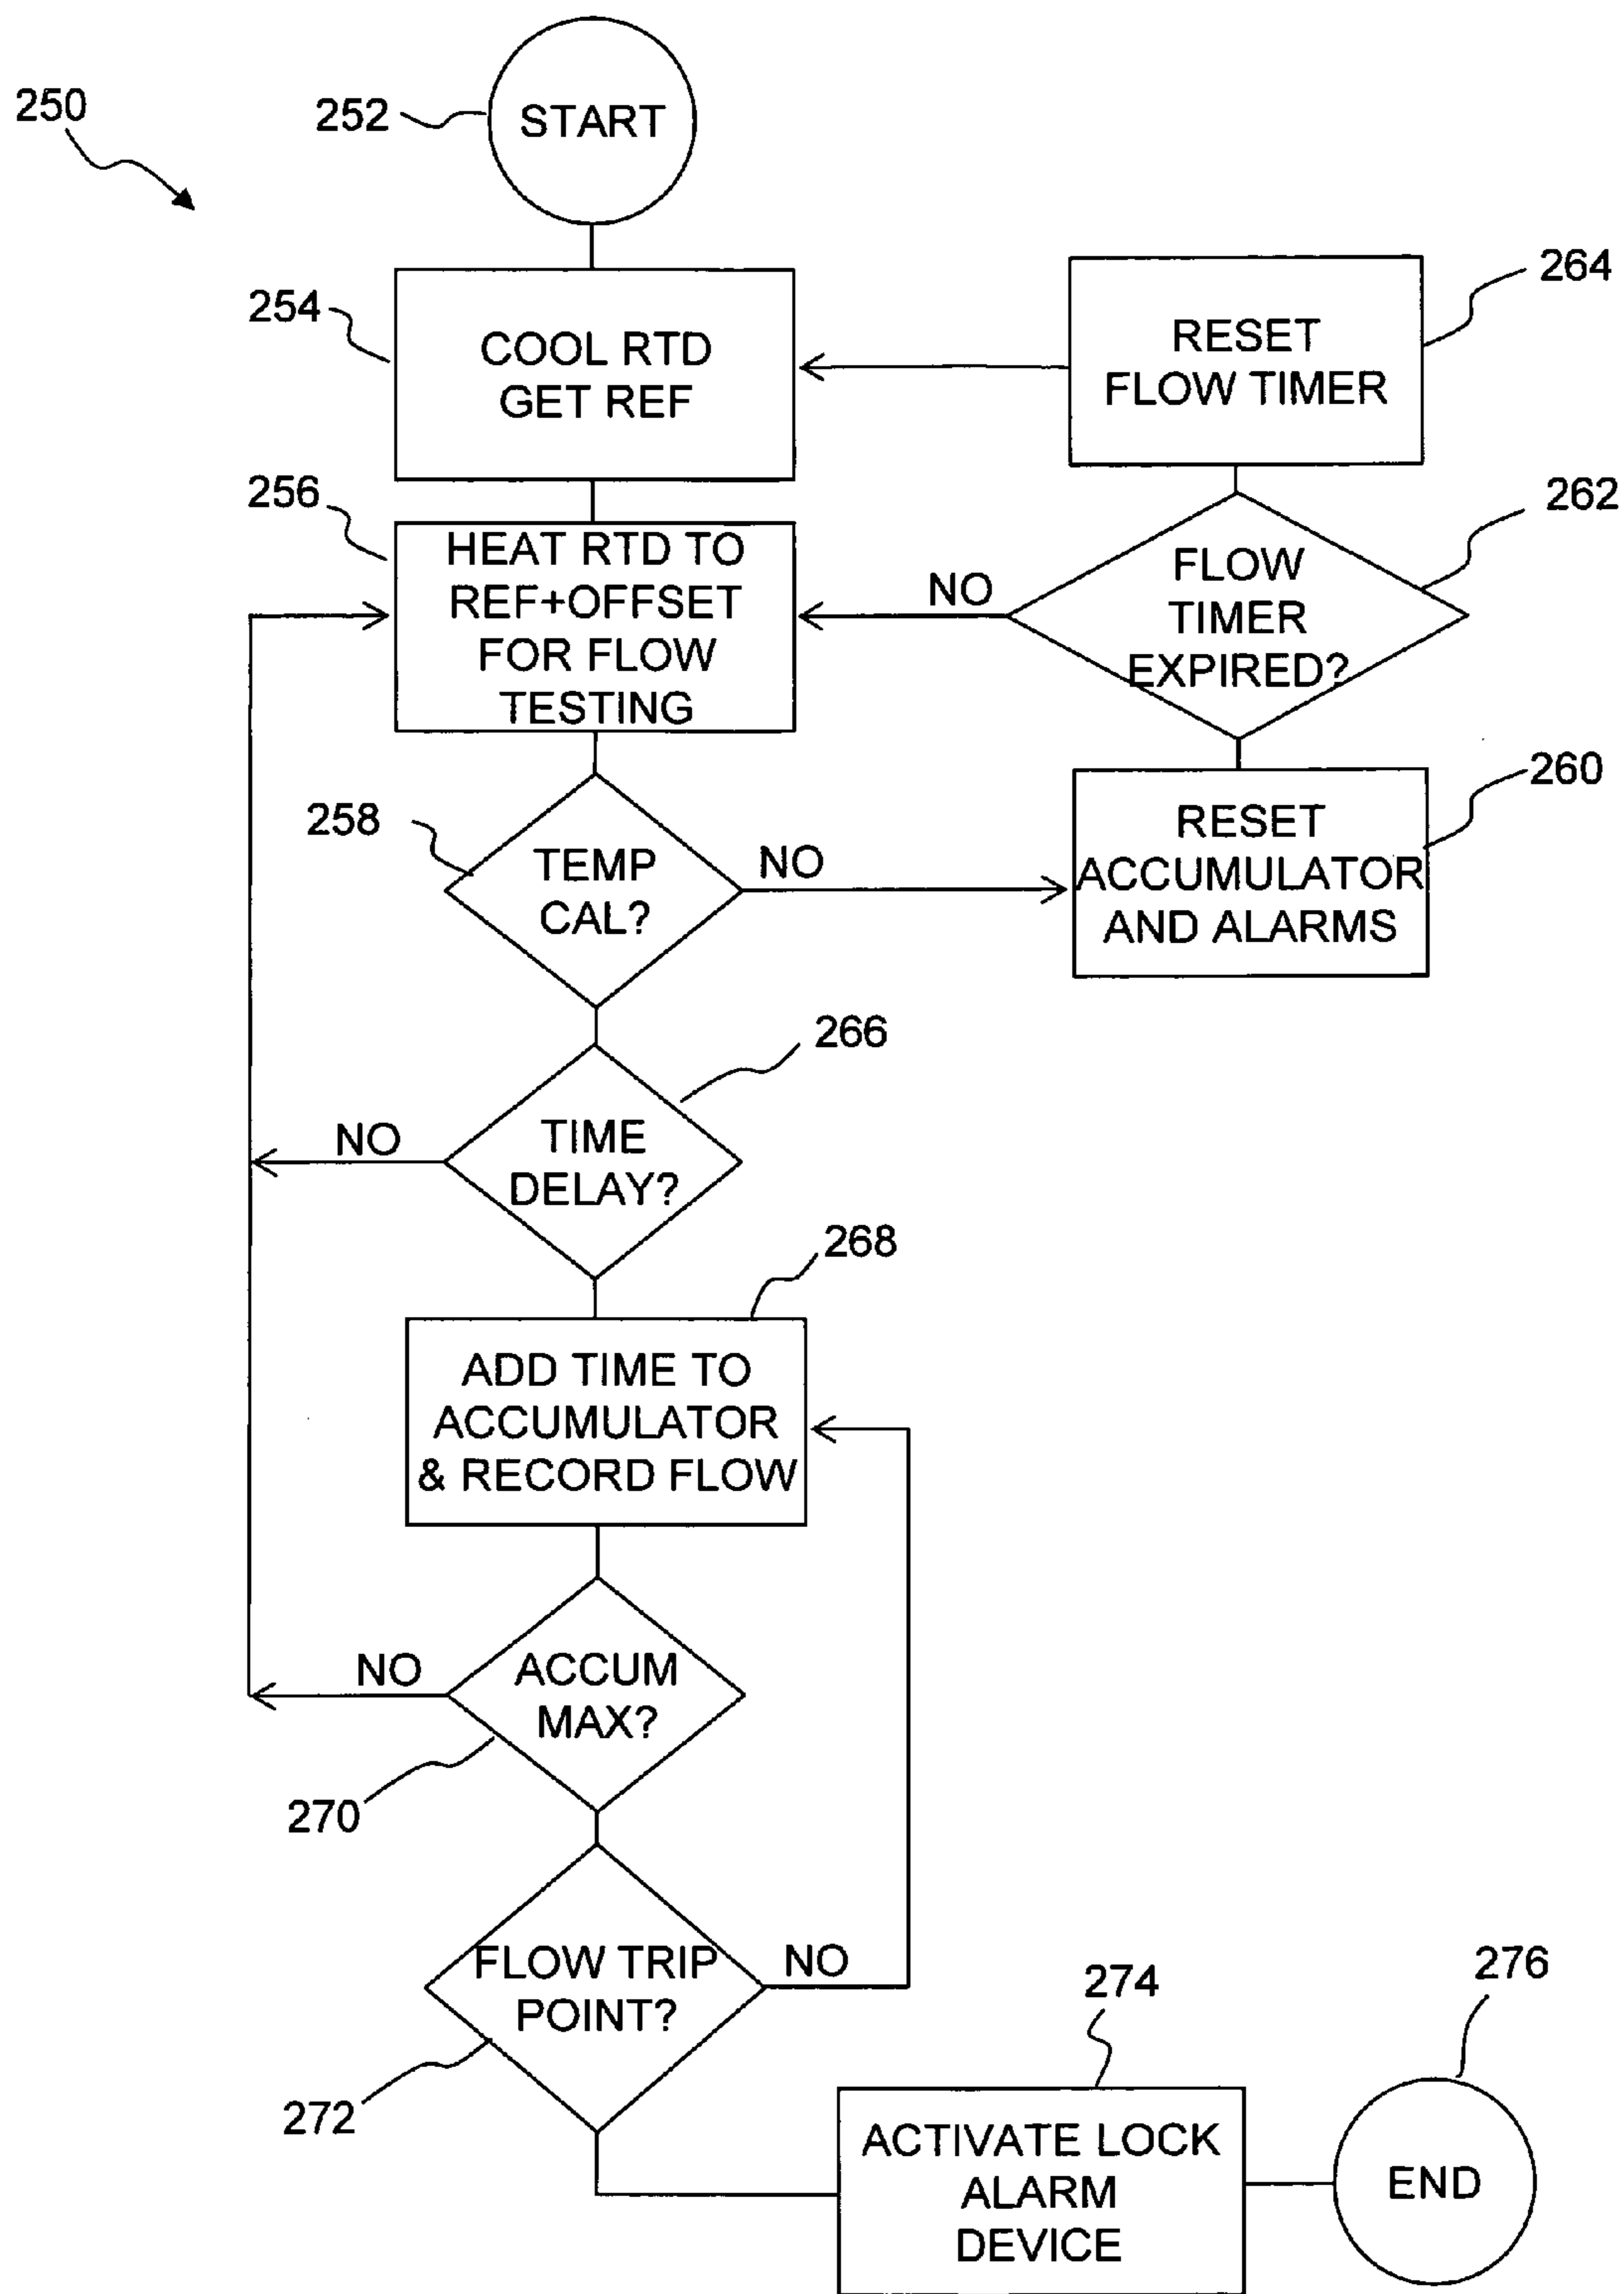 250
252
START
254
COOL RTD
GET REF
264
RESET
FLOW TIMER
256
HEAT RTD TO
REF+OFFSET
FOR FLOW
TESTING
262
FLOW
TIMER
EXPIRED?
NO
258
TEMP
CAL?
NO
260
RESET
ACCUMULATOR
AND ALARMS
266
TIME
DELAY?
NO
268
ADD TIME TO
ACCUMULATOR
& RECORD FLOW
NO
ACCUM
MAX?
270
FLOW TRIP
POINT?
NO
272
274
ACTIVATE LOCK
ALARM
DEVICE
276
END